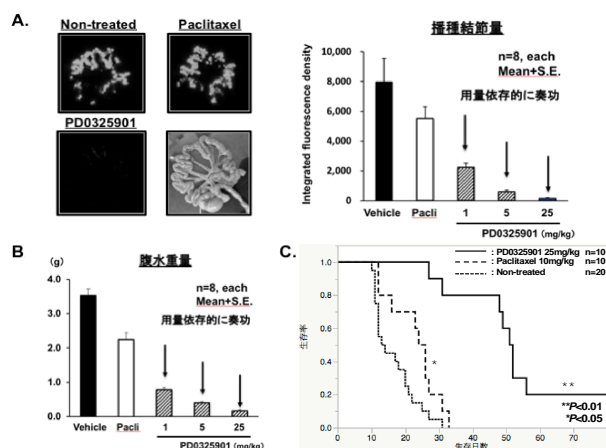 A.
Non-treated
Paclitaxel
PD0325901
播種結節量
n=8, each
Mean+S.E.
用量依存的に奏功
Integrated fluorescence density
10,000
8,000
6,000
4,000
2,000
0
Vehicle
Pacli
1
5
25
PD0325901 (mg/kg)
B
(g)
腹水重量
n=8, each
Mean+S.E.
用量依存的に奏功
4.0
3.0
2.0
1.0
0.0
Vehicle
Pacli
1
5
25
PD0325901 (mg/kg)
C.
: PD0325901 25mg/kg n=10
: Paclitaxel 10mg/kg n=10
: Non-treated n=20
生存率
1.0
0.8
0.6
0.4
0.2
0.0
*
**
**P<0.01
*P<0.05
0 10 20 30 40 50 60 70
生存日数